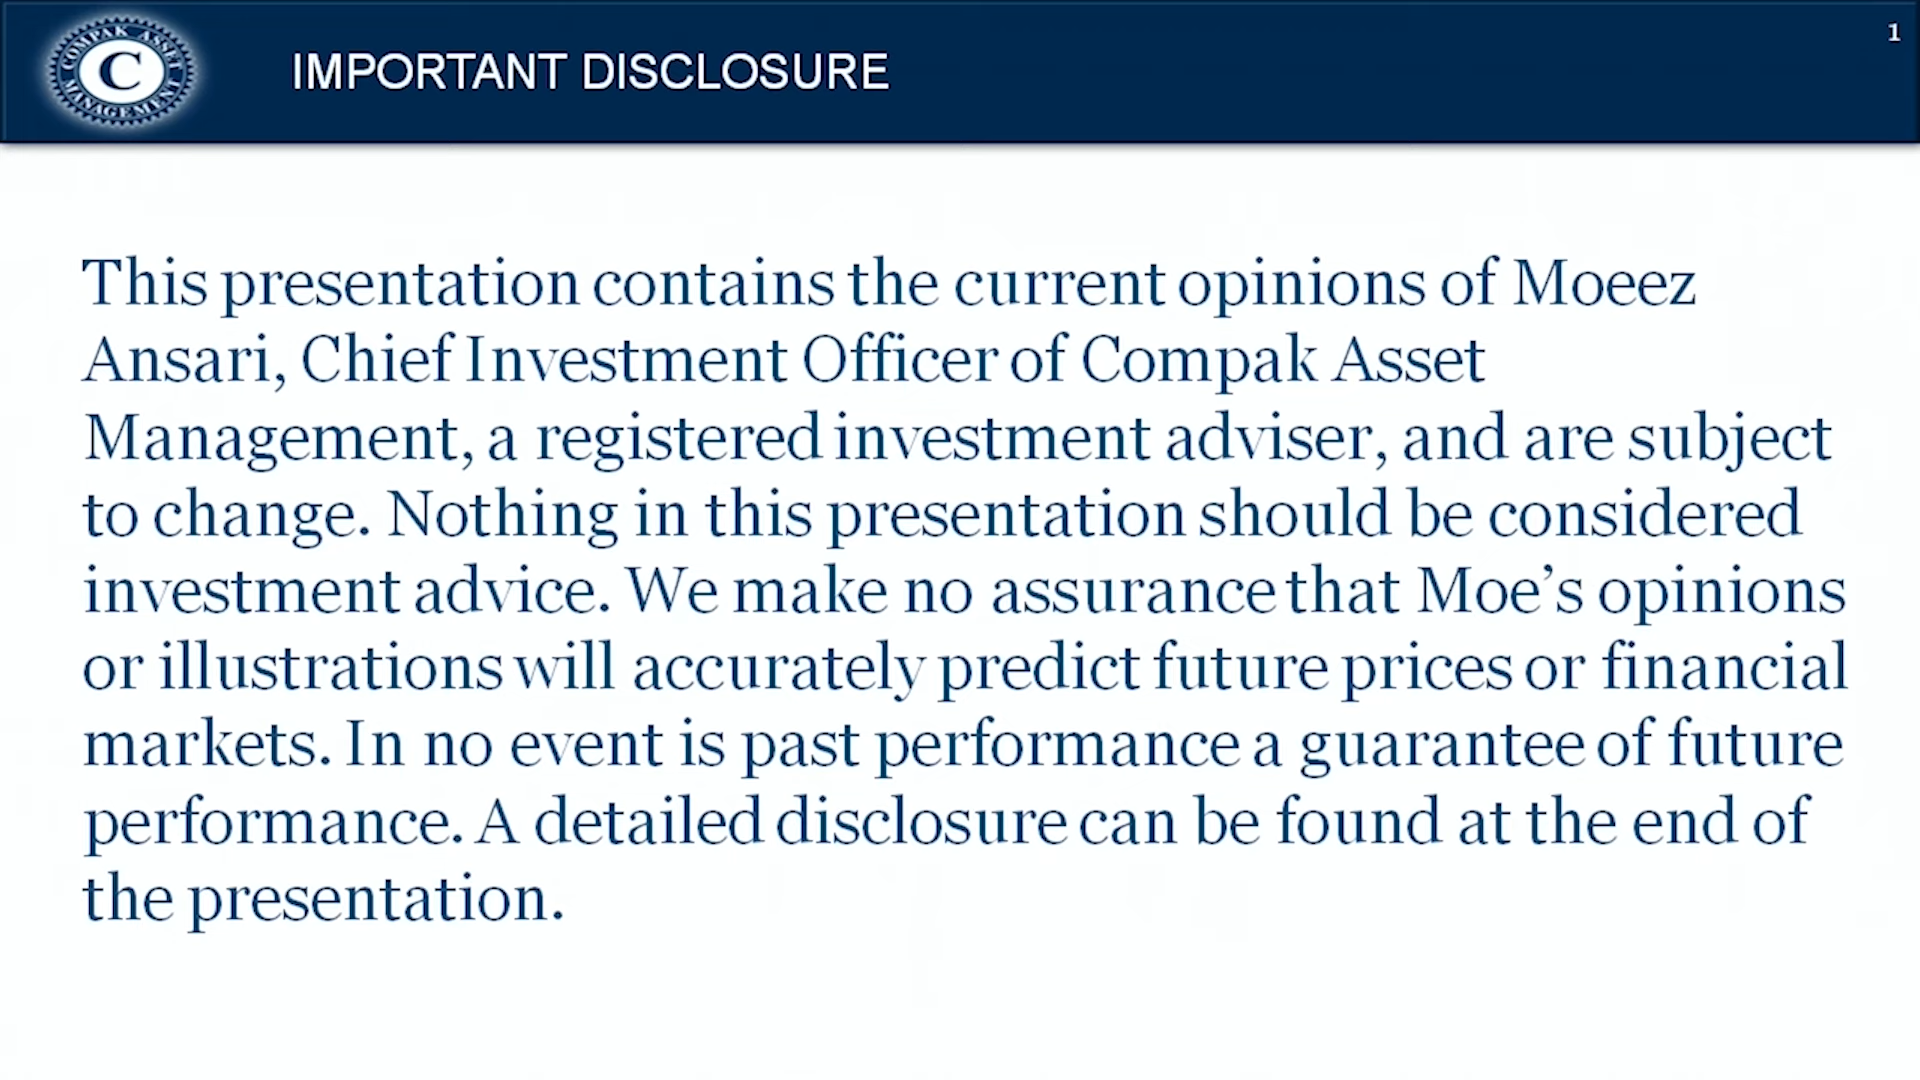 COMPAK ASSET MANAGEMENT
C
IMPORTANT DISCLOSURE
1
This presentation contains the current opinions of Moeez
Ansari, Chief Investment Officer of Compak Asset
Management, a registered investment adviser, and are subject
to change. Nothing in this presentation should be considered
investment advice. We make no assurance that Moe’s opinions
or illustrations will accurately predict future prices or financial
markets. In no event is past performance a guarantee of future
performance. A detailed disclosure can be found at the end of
the presentation.